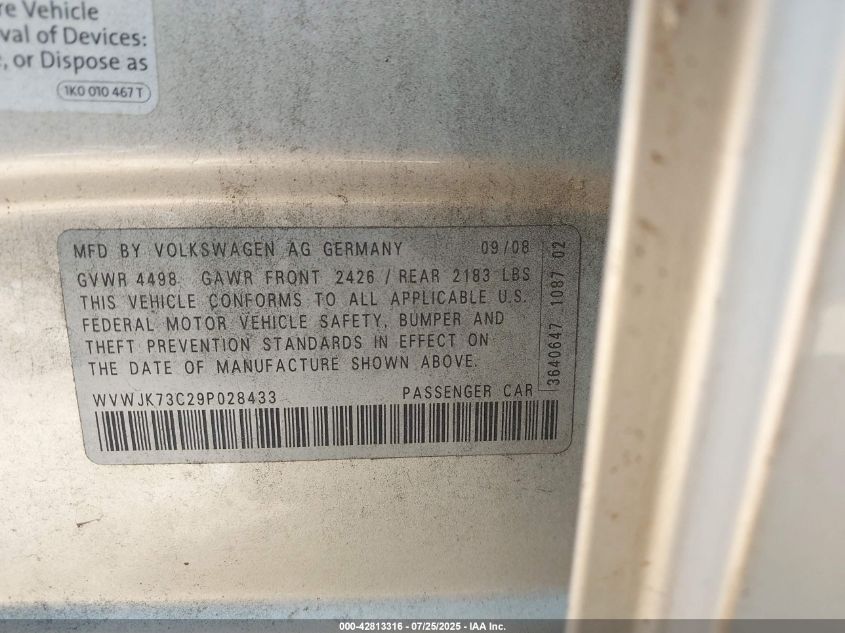 re Vehicle
val of Devices:
, or Dispose as
1K0 010 467 T
MFD BY VOLKSWAGEN AG GERMANY 09/08
GVWR 4498 GAWR FRONT 2426 / REAR 2183 LBS
THIS VEHICLE CONFORMS TO ALL APPLICABLE U.S.
FEDERAL MOTOR VEHICLE SAFETY, BUMPER AND
THEFT PREVENTION STANDARDS IN EFFECT ON
THE DATE OF MANUFACTURE SHOWN ABOVE.
WVWJK73C29P028433 PASSENGER CAR
3640647 1087 02
000-42813316 - 07/25/2025 - IAA Inc.